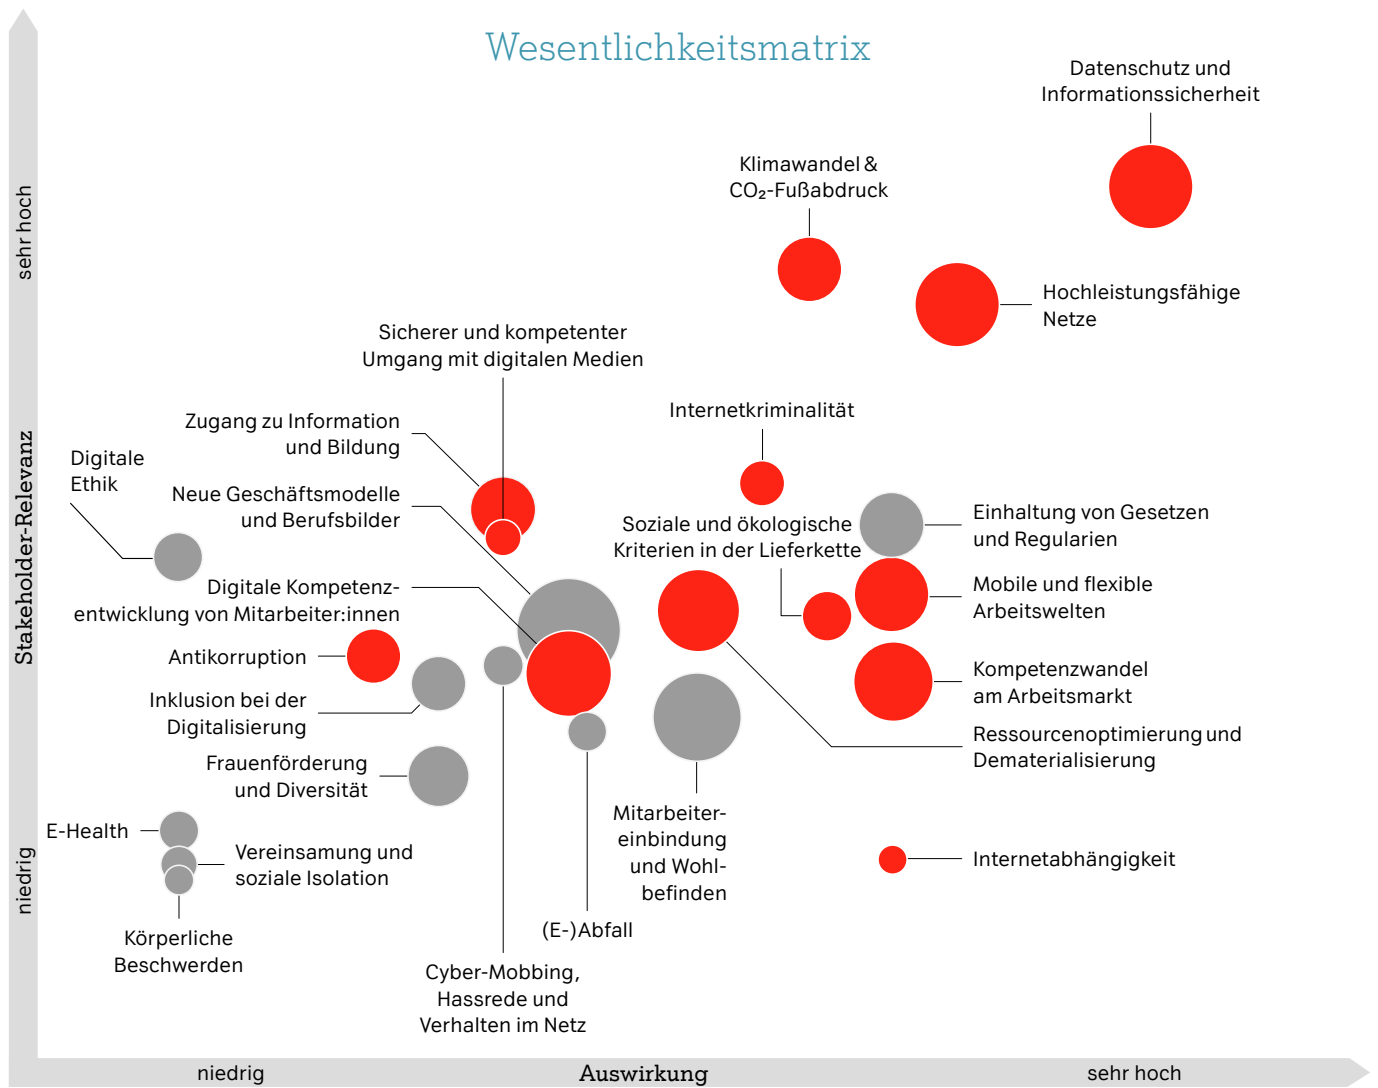 Wesentlichkeitsmatrix
Datenschutz und
Informationssicherheit
Klimawandel &
CO₂-Fußabdruck
sehr hoch
Hochleistungsfähige
Netze
Sicherer und kompetenter
Umgang mit digitalen Medien
Internetkriminalität
Zugang zu Information
und Bildung
Digitale
Ethik
Neue Geschäftsmodelle
und Berufsbilder
Soziale und ökologische
Kriterien in der Lieferkette
Einhaltung von Gesetzen
und Regularien
Stakeholder-Relevanz
Digitale Kompetenz-
entwicklung von Mitarbeiter:innen
Mobile und flexible
Arbeitswelten
Antikorruption
Kompetenzwandel
am Arbeitsmarkt
Inklusion bei der
Digitalisierung
Ressourcenoptimierung und
Dematerialisierung
Frauenförderung
und Diversität
Mitarbeiter-
einbindung
und Wohl-
befinden
E-Health
Vereinsamung und
soziale Isolation
Internetabhängigkeit
niedrig
(E-)Abfall
Körperliche
Beschwerden
Cyber-Mobbing,
Hassrede und
Verhalten im Netz
niedrig
Auswirkung
sehr hoch